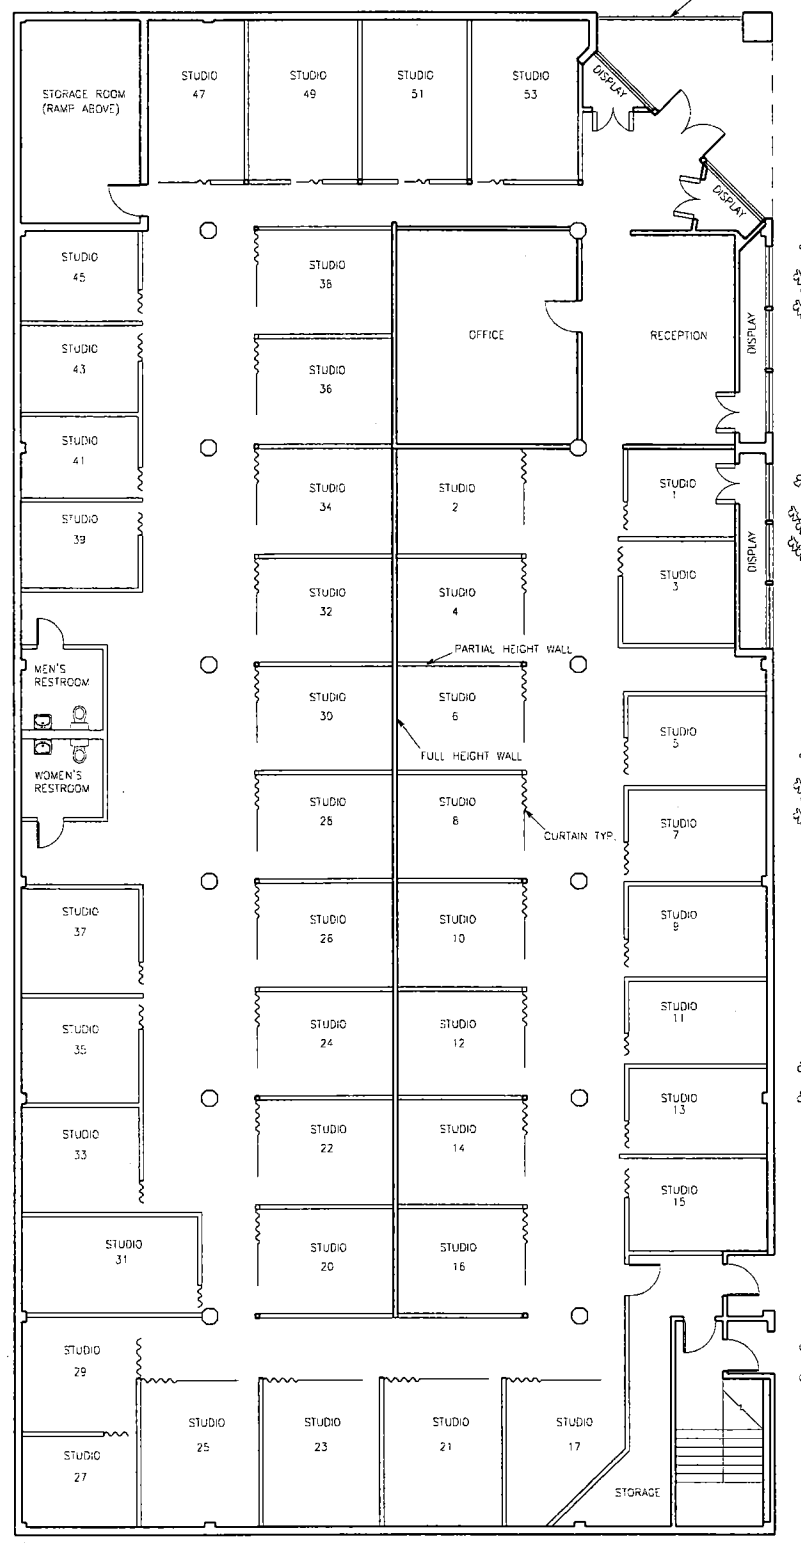 STORAGE ROOM
(RAMP ABOVE)
STUDIO
47
STUDIO
49
STUDIO
51
STUDIO
53
DISPLAY
DISPLAY
STUDIO
45
STUDIO
38
OFFICE
RECEPTION
DISPLAY
STUDIO
43
STUDIO
36
STUDIO
41
STUDIO
34
STUDIO
2
STUDIO
1
STUDIO
39
DISPLAY
STUDIO
32
STUDIO
4
STUDIO
3
PARTIAL HEIGHT WALL
MEN'S
RESTROOM
STUDIO
30
STUDIO
6
STUDIO
5
FULL HEIGHT WALL
WOMEN'S
RESTROOM
STUDIO
28
STUDIO
8
CURTAIN TYP.
STUDIO
7
STUDIO
37
STUDIO
26
STUDIO
10
STUDIO
9
STUDIO
35
STUDIO
24
STUDIO
12
STUDIO
11
STUDIO
33
STUDIO
22
STUDIO
14
STUDIO
13
STUDIO
31
STUDIO
20
STUDIO
16
STUDIO
15
STUDIO
29
STUDIO
27
STUDIO
25
STUDIO
23
STUDIO
21
STUDIO
17
STORAGE